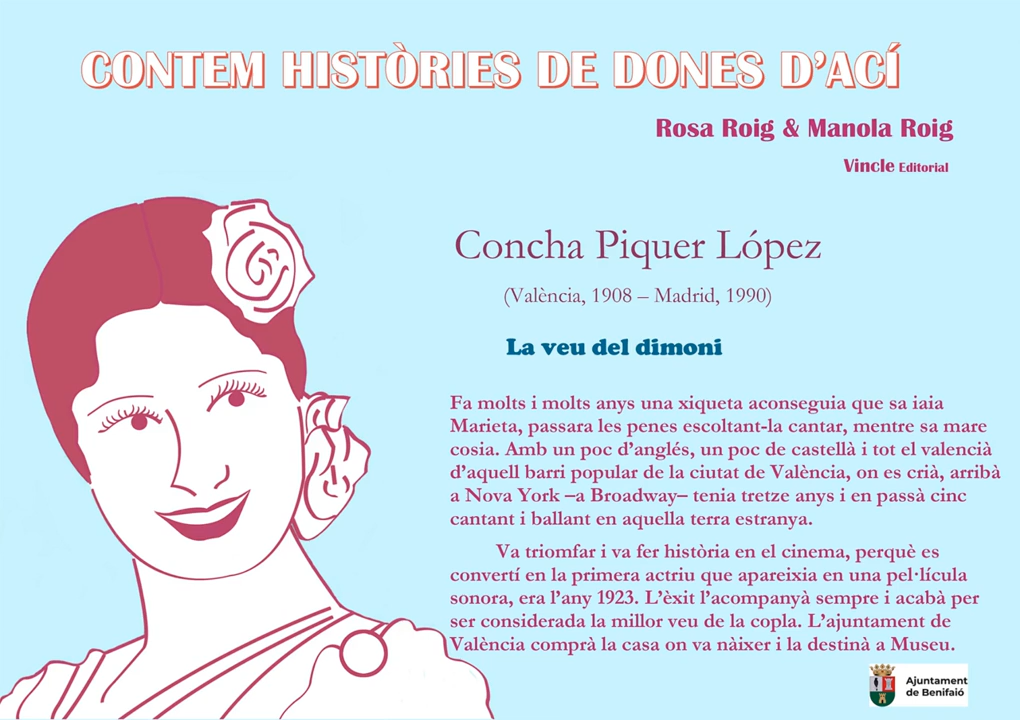 CONTEM HISTÒRIES DE DONES D'ACÍ
Rosa Roig & Manola Roig
Vincle Editorial
Concha Piquer López
(València, 1908 – Madrid, 1990)
La veu del dimoni
Fa molts i molts anys una xiqueta aconseguia que sa iaia
Marieta, passara les penes escoltant-la cantar, mentre sa mare
cosia. Amb un poc d'anglés, un poc de castellà i tot el valencià
d'aquell barri popular de la ciutat de València, on es crià, arribà
a Nova York –a Broadway– tenia tretze anys i en passà cinc
cantant i ballant en aquella terra estranya.
Va triomfar i va fer història en el cinema, perquè es
convertí en la primera actriu que apareixia en una pel·lícula
sonora, era l'any 1923. L'èxit l'acompanyà sempre i acabà per
ser considerada la millor veu de la copla. L'ajuntament de
València comprà la casa on va nàixer i la destinà a Museu.
Ajuntament
de Benifaió